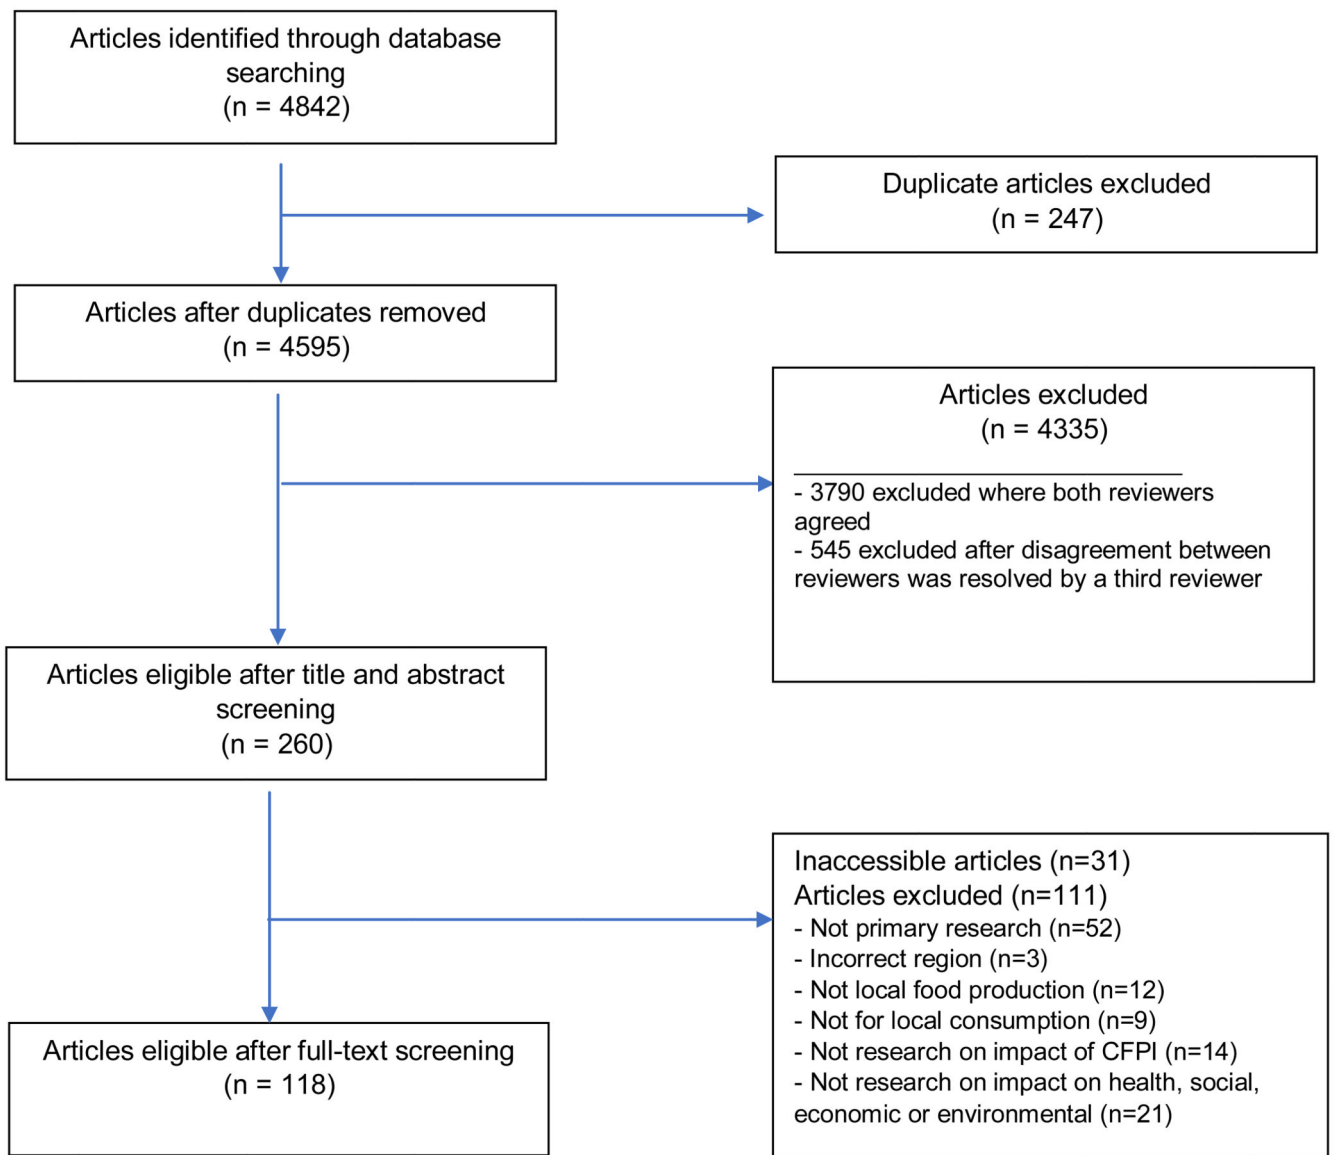 Articles identified through database
searching
(n = 4842)
Duplicate articles excluded
(n = 247)
Articles after duplicates removed
(n = 4595)
Articles excluded
(n = 4335)
- 3790 excluded where both reviewers
agreed
- 545 excluded after disagreement between
reviewers was resolved by a third reviewer
Articles eligible after title and abstract
screening
(n = 260)
Inaccessible articles (n=31)
Articles excluded (n=111)
- Not primary research (n=52)
- Incorrect region (n=3)
- Not local food production (n=12)
- Not for local consumption (n=9)
- Not research on impact of CFPI (n=14)
- Not research on impact on health, social,
economic or environmental (n=21)
Articles eligible after full-text screening
(n = 118)